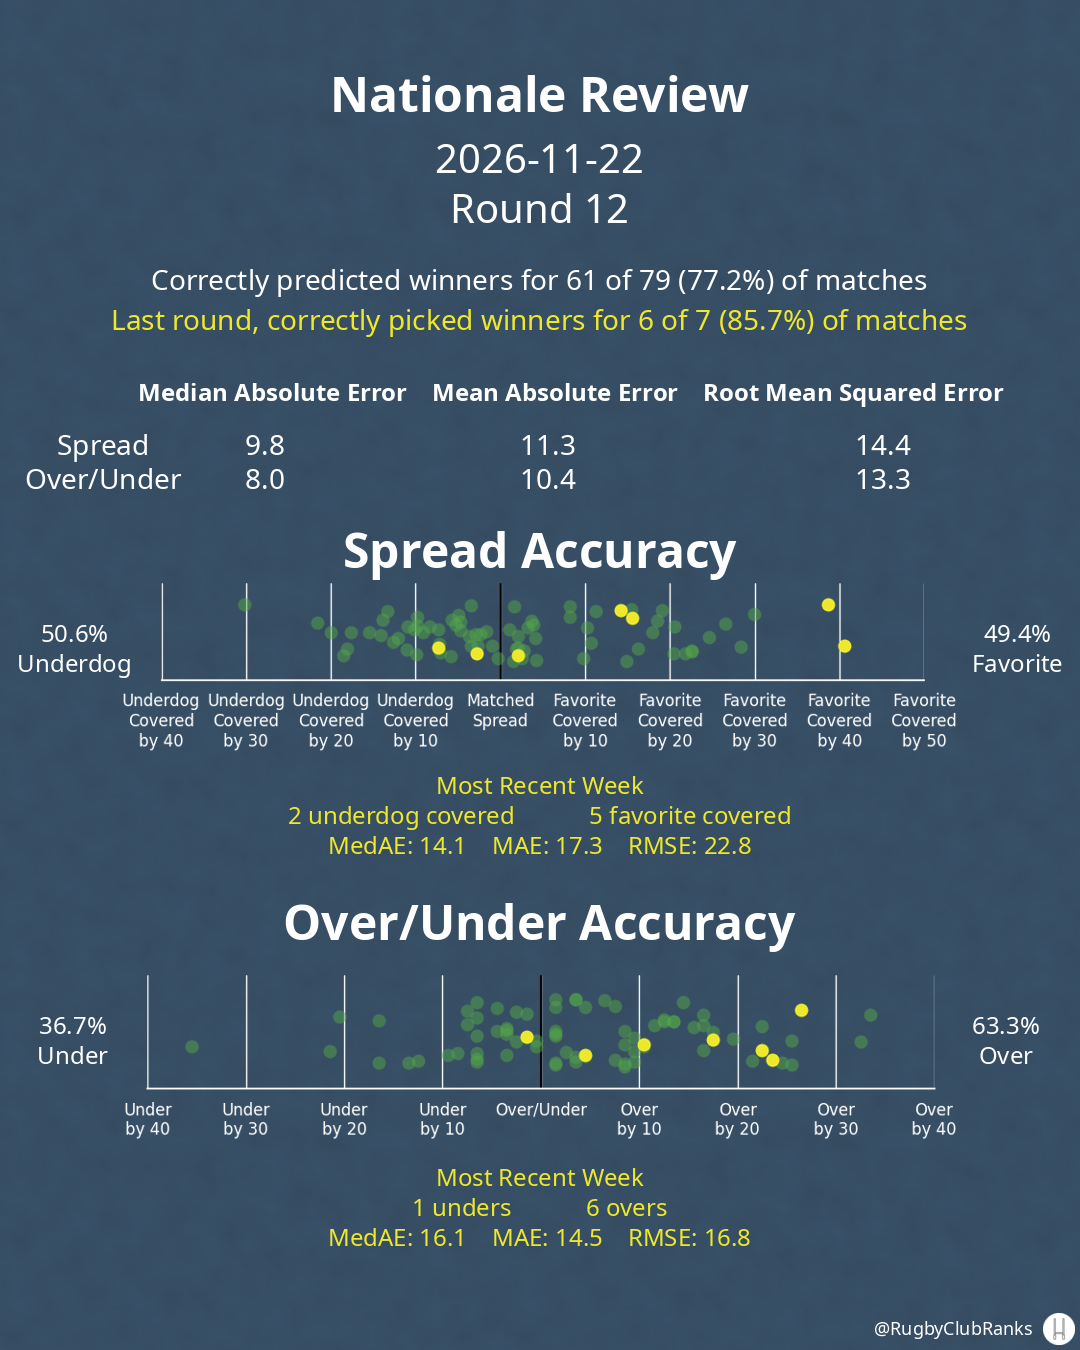 Nationale Review
2026-11-22
Round 12
Correctly predicted winners for 61 of 79 (77.2%) of matches
Last round, correctly picked winners for 6 of 7 (85.7%) of matches
Median Absolute Error Mean Absolute Error Root Mean Squared Error
Spread 9.8 11.3 14.4
Over/Under 8.0 10.4 13.3
Spread Accuracy
50.6% Underdog
49.4% Favorite
Underdog Covered by 40
Underdog Covered by 30
Underdog Covered by 20
Underdog Covered by 10
Matched Spread
Favorite Covered by 10
Favorite Covered by 20
Favorite Covered by 30
Favorite Covered by 40
Favorite Covered by 50
Most Recent Week
2 underdog covered 5 favorite covered
MedAE: 14.1 MAE: 17.3 RMSE: 22.8
Over/Under Accuracy
36.7% Under
63.3% Over
Under by 40
Under by 30
Under by 20
Under by 10
Over/Under
Over by 10
Over by 20
Over by 30
Over by 40
Most Recent Week
1 unders 6 overs
MedAE: 16.1 MAE: 14.5 RMSE: 16.8
@RugbyClubRanks